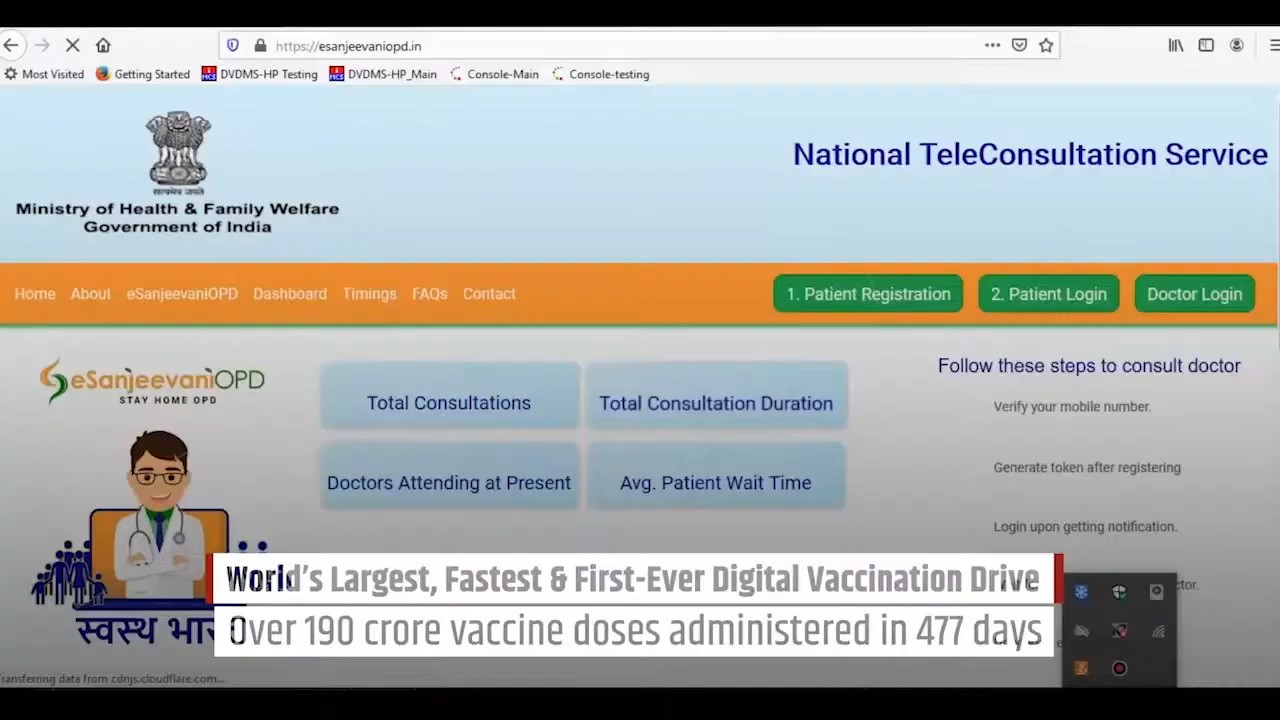 https://esanjeevaniopd.in
Most Visited Getting Started DVDMS-HP Testing DVDMS-HP_Main Console-Main Console-testing
सत्यमेव जयते
Ministry of Health & Family Welfare
Government of India
National TeleConsultation Service
Home About eSanjeevaniOPD Dashboard Timings FAQs Contact
1. Patient Registration 2. Patient Login Doctor Login
eSanjeevaniOPD
STAY HOME OPD
Total Consultations Total Consultation Duration
Doctors Attending at Present Avg. Patient Wait Time
Follow these steps to consult doctor
Verify your mobile number.
Generate token after registering
Login upon getting notification.
World's Largest, Fastest & First-Ever Digital Vaccination Drive
Over 190 crore vaccine doses administered in 477 days
स्वस्थ
Transferring data from cdnjs.cloudflare.com...